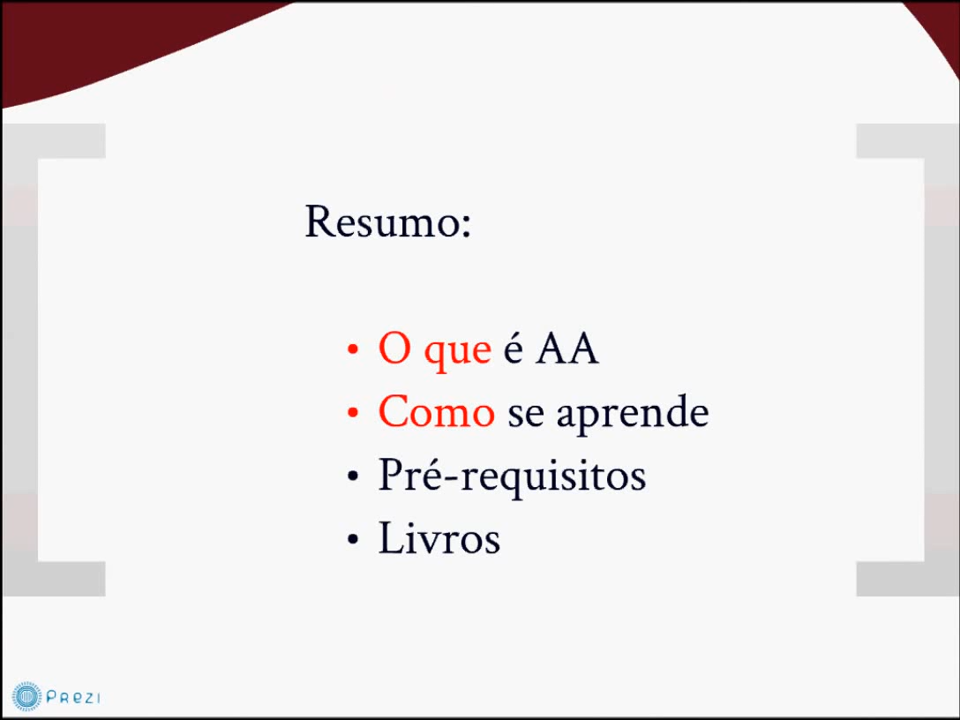 Resumo:
• O que é AA
• Como se aprende
• Pré-requisitos
• Livros
Prezi